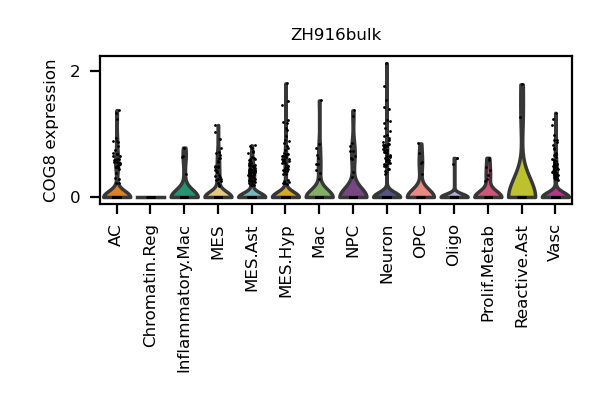 ZH916bulk
COG8 expression
2
0
AC
Chromatin.Reg
Inflammatory.Mac
MES
MES.Ast
MES.Hyp
Mac
NPC
Neuron
OPC
Oligo
Prolif.Metab
Reactive.Ast
Vasc